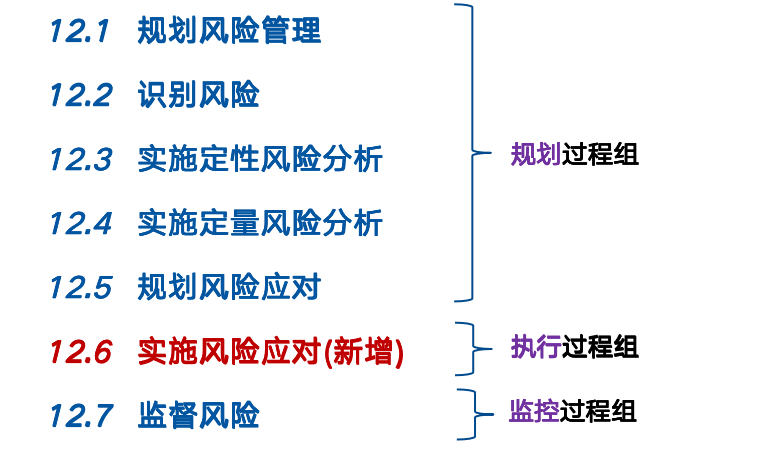 12.1 规划风险管理
12.2 识别风险
12.3 实施定性风险分析
12.4 实施定量风险分析
12.5 规划风险应对
规划过程组
12.6 实施风险应对(新增)
执行过程组
12.7 监督风险
监控过程组